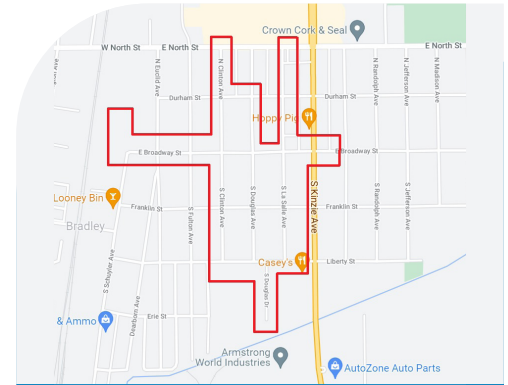 Crown Cork & Seal
W North St
E North St
E North St
N Euclid Ave
N Clinton Ave
N Randolph Ave
N Jefferson Ave
N Madison Ave
Durham St
Durham St
Hoppy Pig
E Broadway St
E Broadway St
Looney Bin
Franklin St
Franklin St
S Fulton Ave
S Clinton Ave
S Douglas Ave
S La Salle Ave
S Kinzie Ave
S Randolph Ave
S Jefferson Ave
Bradley
S Schuyler Ave
Casey's
Liberty St
S Douglas Dr
Dearborn Ave
& Ammo
Erie St
Armstrong
World Industries
AutoZone Auto Parts